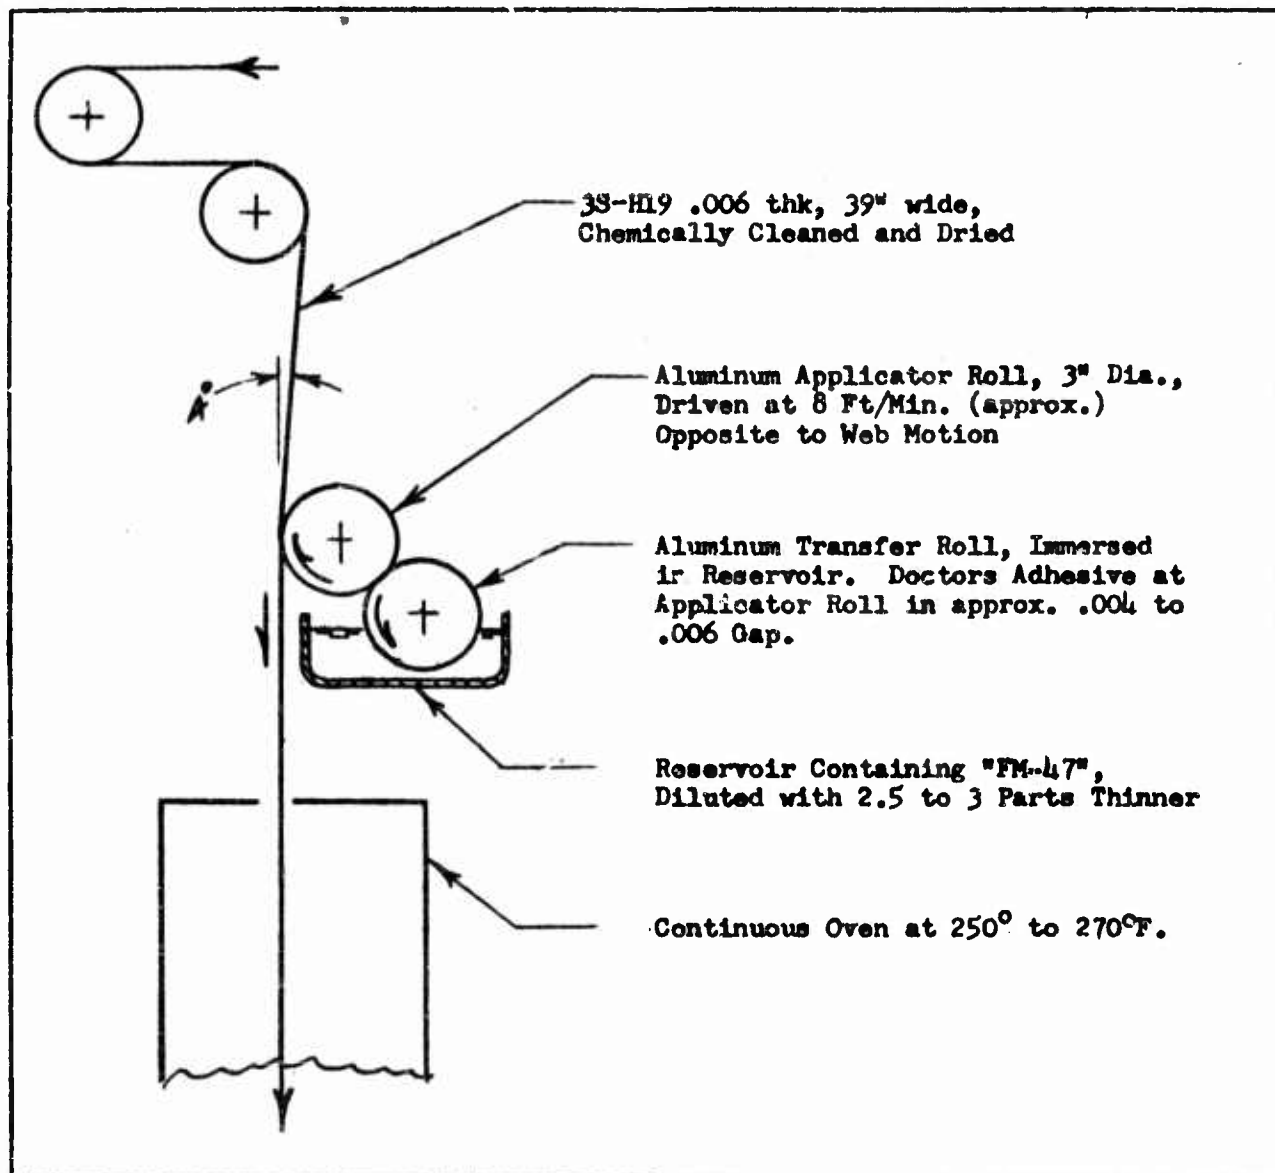 3S-H19 .006 thk, 39" wide,
Chemically Cleaned and Dried
Aluminum Applicator Roll, 3" Dia.,
Driven at 8 Ft/Min. (approx.)
Opposite to Web Motion
Aluminum Transfer Roll, Immersed
ir Reservoir. Doctors Adhesive at
Applicator Roll in approx. .004 to
.006 Gap.
Reservoir Containing "FM-47",
Diluted with 2.5 to 3 Parts Thinner
Continuous Oven at 250° to 270°F.